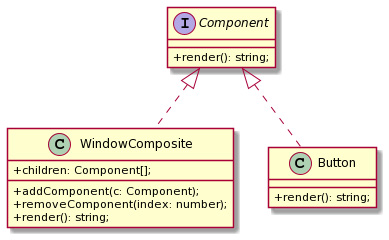 I Component
+render(): string;
C WindowComposite
+children: Component[];
+addComponent(c: Component);
+removeComponent(index: number);
+render(): string;
C Button
+render(): string;